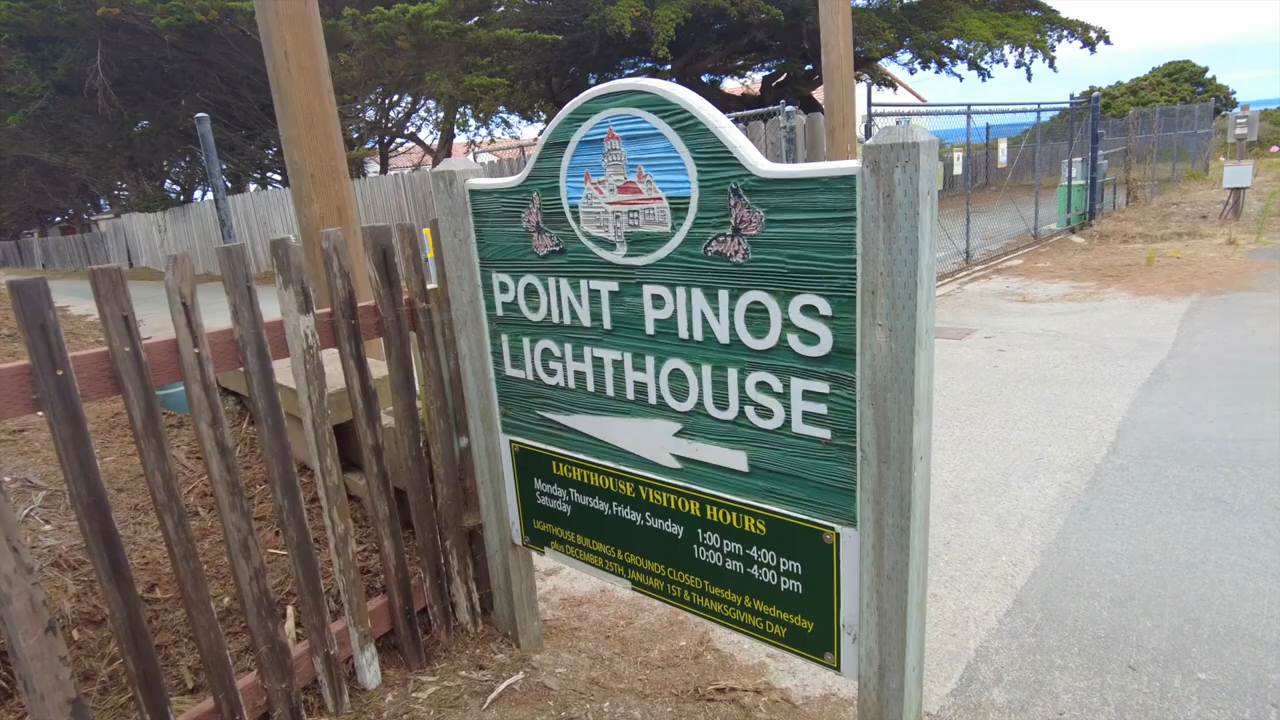 POINT PINOS
LIGHTHOUSE
LIGHTHOUSE VISITOR HOURS
Monday, Thursday, Friday, Sunday 1:00 pm -4:00 pm
Saturday 10:00 am -4:00 pm
LIGHTHOUSE BUILDINGS & GROUNDS CLOSED Tuesday & Wednesday
plus DECEMBER 25TH, JANUARY 1ST & THANKSGIVING DAY